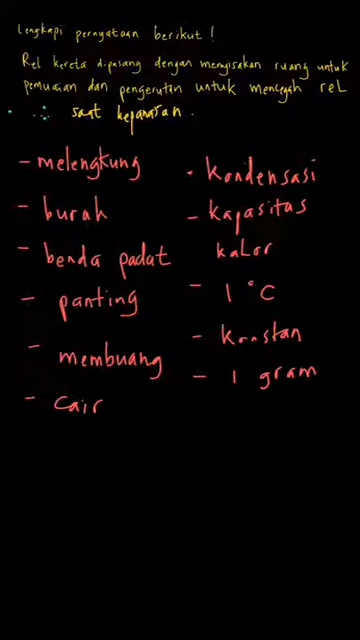 Lengkapi pernyataan berikut!
Rel kereta dipasang dengan menyisakan ruang untuk
pemuaian dan pengerutan untuk mencegah rel
... saat kepanasan.
- melengkung
- burah
- benda padat
- panting
- membuang
- cair
- kondensasi
- kapasitas
kalor
- 1 °C
- konstan
- 1 gram